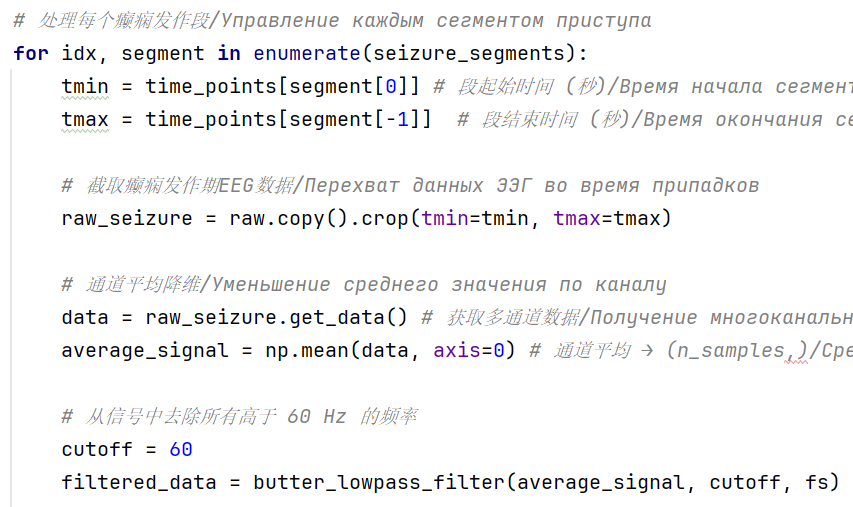 # 处理每个癫痫发作段/Управление каждым сегментом приступа
for idx, segment in enumerate(seizure_segments):
tmin = time_points[segment[0]] # 段起始时间 (秒)/Время начала сегмент
tmax = time_points[segment[-1]] # 段结束时间 (秒)/Время окончания се
# 截取癫痫发作期EEG数据/Перехват данных ЭЭГ во время припадков
raw_seizure = raw.copy().crop(tmin=tmin, tmax=tmax)
# 通道平均降维/Уменьшение среднего значения по каналу
data = raw_seizure.get_data() # 获取多通道数据/Получение многоканальн
average_signal = np.mean(data, axis=0) # 通道平均 → (n_samples,)/Сре
# 从信号中去除所有高于 60 Hz 的频率
cutoff = 60
filtered_data = butter_lowpass_filter(average_signal, cutoff, fs)